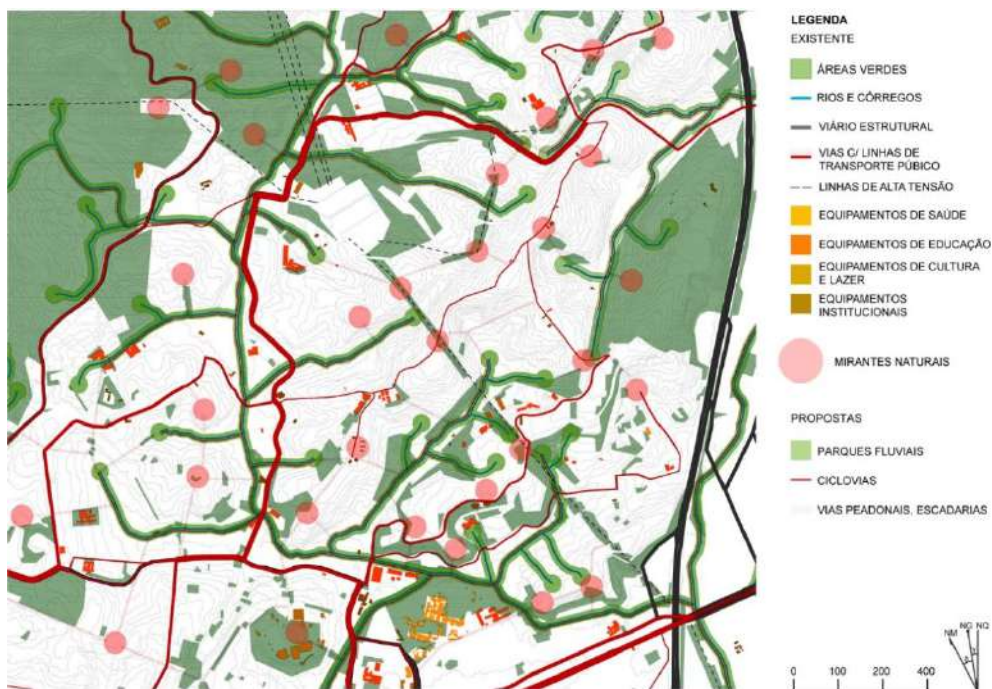 LEGENDA
EXISTENTE
ÁREAS VERDES
RIOS E CÓRREGOS
VIÁRIO ESTRUTURAL
VIAS C/ LINHAS DE
TRANSPORTE PÚBICO
LINHAS DE ALTA TENSÃO
EQUIPAMENTOS DE SAÚDE
EQUIPAMENTOS DE EDUCAÇÃO
EQUIPAMENTOS DE CULTURA
E LAZER
EQUIPAMENTOS
INSTITUCIONAIS
MIRANTES NATURAIS
PROPOSTAS
PARQUES FLUVIAIS
CICLOVIAS
VIAS PEADONAIS, ESCADARIAS
NM NG NQ
0 100 200 400